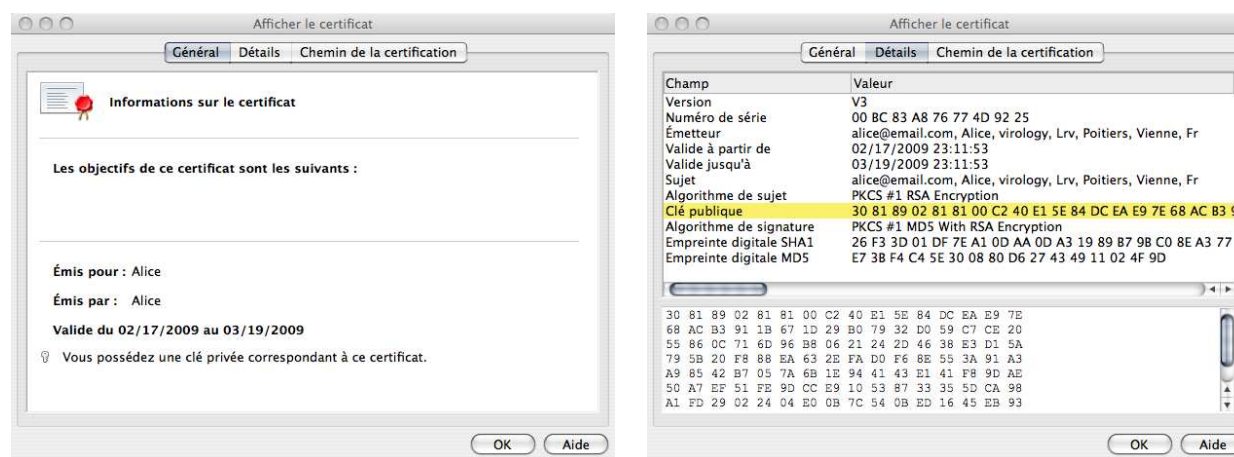 Afficher le certificat
Général Détails Chemin de la certification
Informations sur le certificat
Les objectifs de ce certificat sont les suivants :
Émis pour : Alice
Émis par : Alice
Valide du 02/17/2009 au 03/19/2009
Vous possédez une clé privée correspondant à ce certificat.
OK Aide
Afficher le certificat
Général Détails Chemin de la certification
Champ Valeur
Version V3
Numéro de série 00 BC 83 A8 76 77 4D 92 25
Émetteur alice@email.com, Alice, virology, Lrv, Poitiers, Vienne, Fr
Valide à partir de 02/17/2009 23:11:53
Valide jusqu'à 03/19/2009 23:11:53
Sujet alice@email.com, Alice, virology, Lrv, Poitiers, Vienne, Fr
Algorithme de sujet PKCS #1 RSA Encryption
Clé publique 30 81 89 02 81 81 00 C2 40 E1 5E 84 DC EA E9 7E 68 AC B3 9
Algorithme de signature PKCS #1 MD5 With RSA Encryption
Empreinte digitale SHA1 26 F3 3D 01 DF 7E A1 0D AA 0D A3 19 89 B7 9B C0 8E A3 77
Empreinte digitale MD5 E7 3B F4 C4 5E 30 08 80 D6 27 43 49 11 02 4F 9D
30 81 89 02 81 81 00 C2 40 E1 5E 84 DC EA E9 7E
68 AC B3 91 1B 67 1D 29 B0 79 32 D0 59 C7 CE 20
55 86 0C 71 6D 96 B8 06 21 24 2D 46 38 E3 D1 5A
79 5B 20 F8 88 EA 63 2E FA D0 F6 8E 55 3A 91 A3
A9 85 42 B7 05 7A 6B 1E 94 41 43 E1 41 F8 9D AE
50 A7 EF 51 FE 9D CC E9 10 53 87 33 35 5D CA 98
A1 FD 29 02 24 04 E0 0B 7C 54 0B ED 16 45 EB 93
OK Aide